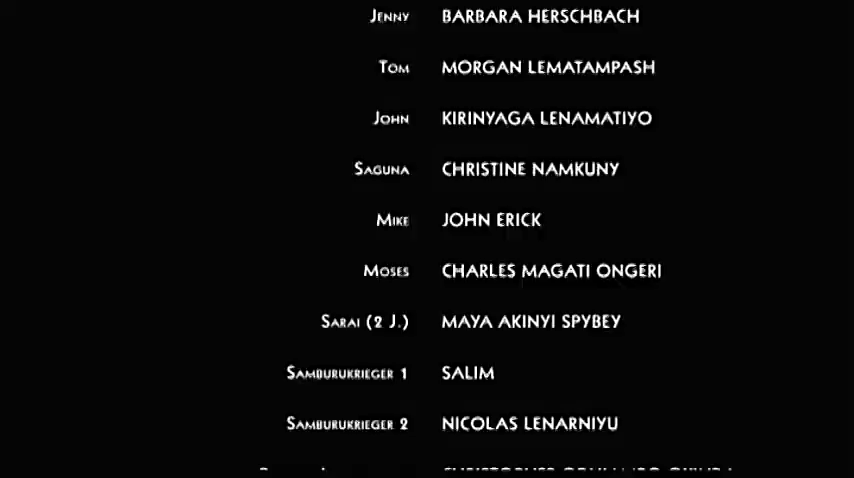 Jenny BARBARA HERSCHBACH
Tom MORGAN LEMATAMPASH
John KIRINYAGA LENAMATIYO
Saguna CHRISTINE NAMKUNY
Mike JOHN ERICK
Moses CHARLES MAGATI ONGERI
Sarai (2 J.) MAYA AKINYI SPYBEY
Samburukrieger 1 SALIM
Samburukrieger 2 NICOLAS LENARNIYU